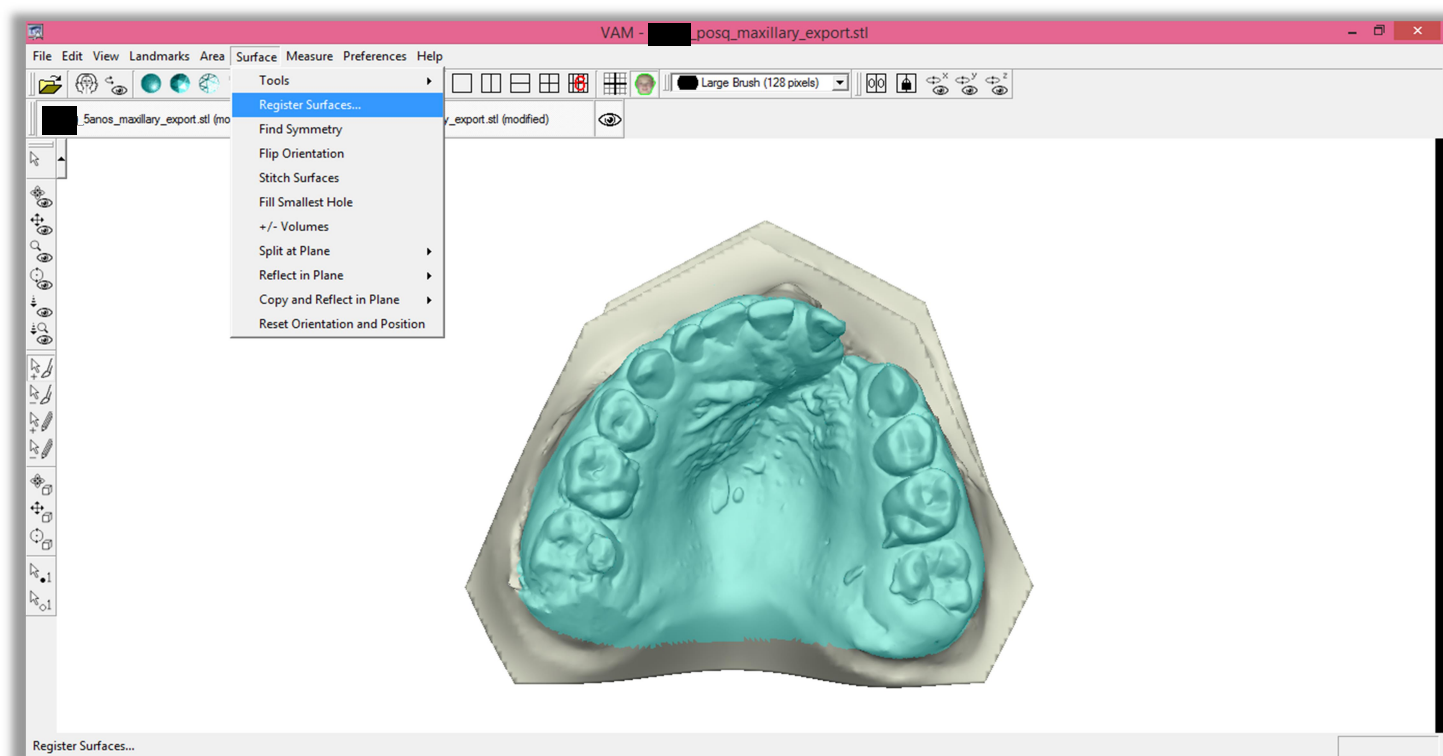 VAM - _posq_maxillary_export.stl
File Edit View Landmarks Area Surface Measure Preferences Help
Large Brush (128 pixels)
_5anos_maxillary_export.stl (mo
y_export.stl (modified)
Tools
Register Surfaces...
Find Symmetry
Flip Orientation
Stitch Surfaces
Fill Smallest Hole
+/- Volumes
Split at Plane
Reflect in Plane
Copy and Reflect in Plane
Reset Orientation and Position
x y z
1
1
Register Surfaces...